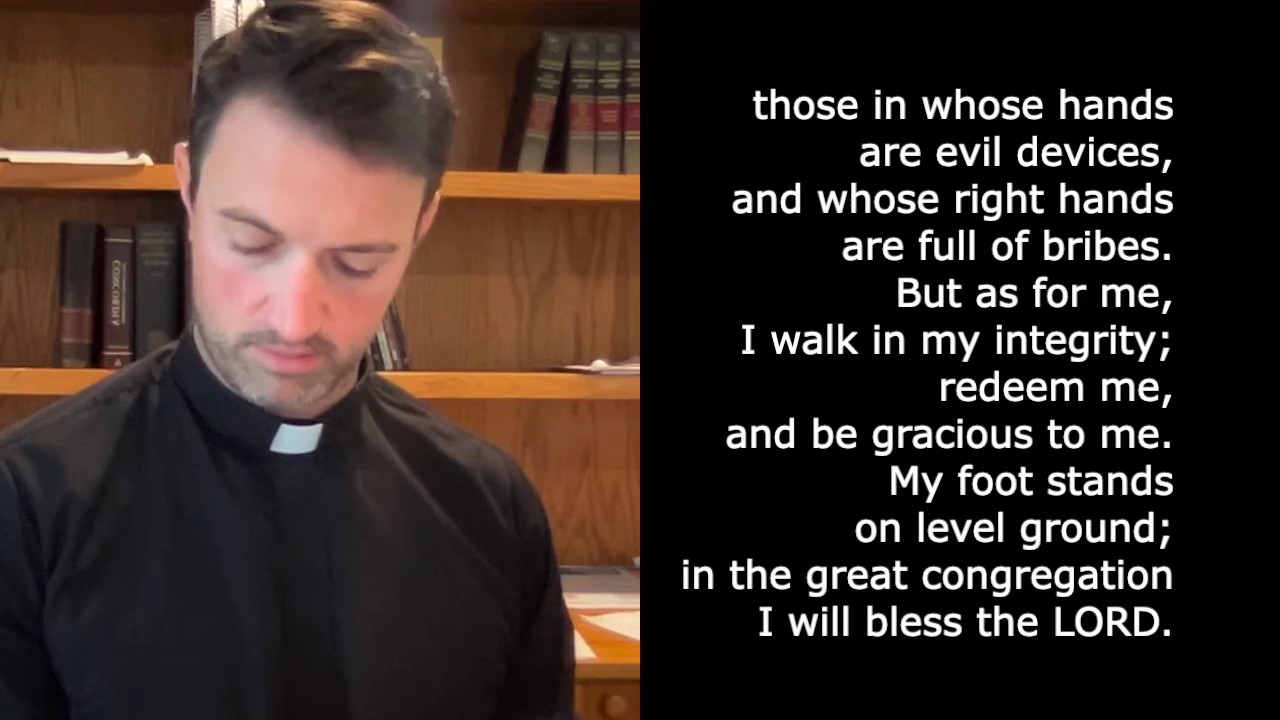 CONCORDIA
those in whose hands
are evil devices,
and whose right hands
are full of bribes.
But as for me,
I walk in my integrity;
redeem me,
and be gracious to me.
My foot stands
on level ground;
in the great congregation
I will bless the LORD.